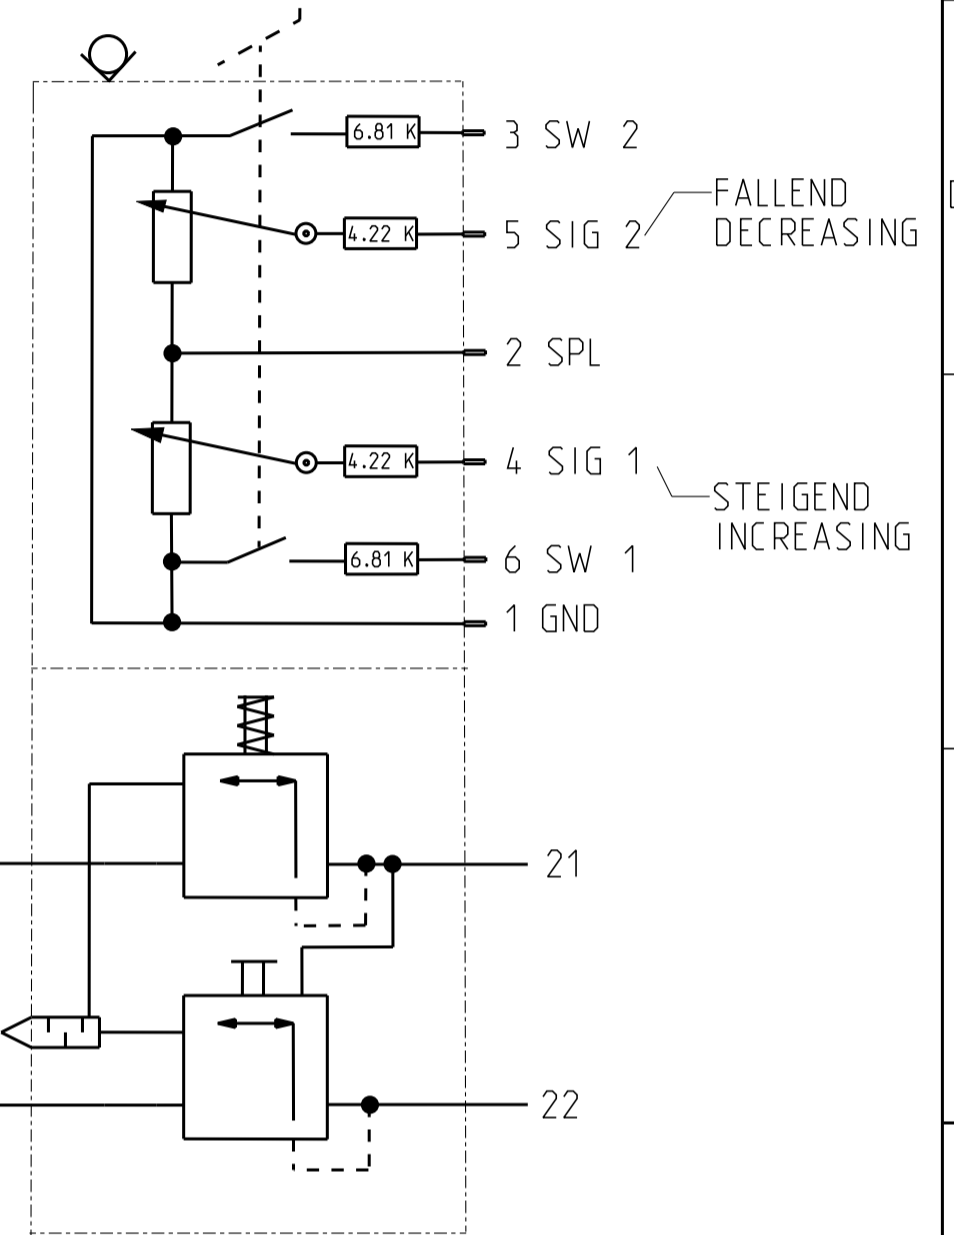 6.81 K 3 SW 2
4.22 K 5 SIG 2
FALLEND
DECREASING
2 SPL
4.22 K 4 SIG 1
STEIGEND
INCREASING
6.81 K 6 SW 1
1 GND
21
22